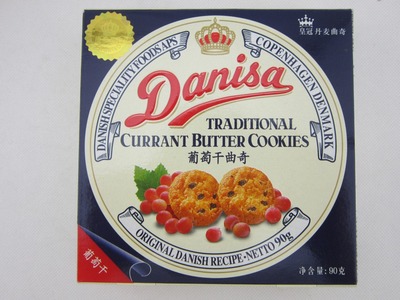 皇冠 丹麦曲奇
DANISH SPECIALITY FOODS APS
COPENHAGEN DENMARK
Danisa
TRADITIONAL
CURRANT BUTTER COOKIES
葡萄干曲奇
ORIGINAL DANISH RECIPE · NETTO 90g
葡萄干
净含量:90克